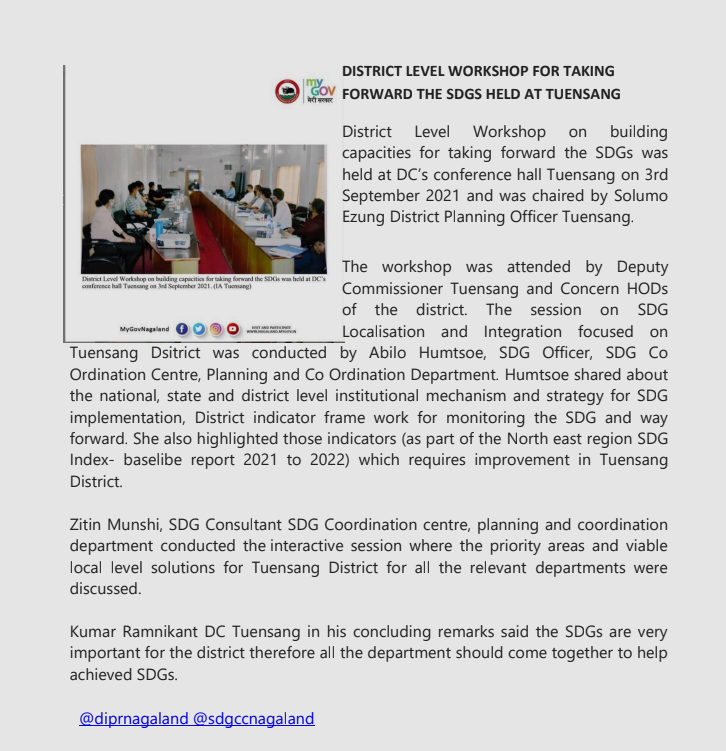 DISTRICT LEVEL WORKSHOP FOR TAKING
FORWARD THE SDGS HELD AT TUENSANG
my
GOV
मेरी सरकार
District Level Workshop on building
capacities for taking forward the SDGs was
held at DC's conference hall Tuensang on 3rd
September 2021 and was chaired by Solumo
Ezung District Planning Officer Tuensang.
District Level Workshop on building capacities for taking forward the SDGs was held at DC's
conference hall Tuensang on 3rd September 2021. (IA Tuensang)
MyGovNagaland
VISIT AND PARTICIPATE
WWW.NAGALAND.MYGOV.IN
The workshop was attended by Deputy
Commissioner Tuensang and Concern HODs
of the district. The session on SDG
Localisation and Integration focused on
Tuensang Dsitrict was conducted by Abilo Humtsoe, SDG Officer, SDG Co
Ordination Centre, Planning and Co Ordination Department. Humtsoe shared about
the national, state and district level institutional mechanism and strategy for SDG
implementation, District indicator frame work for monitoring the SDG and way
forward. She also highlighted those indicators (as part of the North east region SDG
Index- baselibe report 2021 to 2022) which requires improvement in Tuensang
District.
Zitin Munshi, SDG Consultant SDG Coordination centre, planning and coordination
department conducted the interactive session where the priority areas and viable
local level solutions for Tuensang District for all the relevant departments were
discussed.
Kumar Ramnikant DC Tuensang in his concluding remarks said the SDGs are very
important for the district therefore all the department should come together to help
achieved SDGs.
@diprnagaland @sdgccnagaland